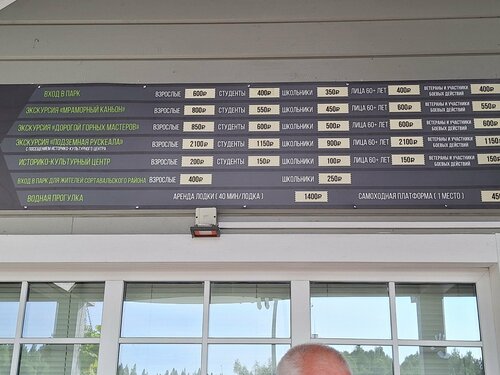 ВХОД В ПАРК ВЗРОСЛЫЕ 600₽ СТУДЕНТЫ 400₽ ШКОЛЬНИКИ 350₽ ЛИЦА 60+ ЛЕТ 400₽ ВЕТЕРАНЫ И УЧАСТНИКИ БОЕВЫХ ДЕЙСТВИЙ 400₽
ЭКСКУРСИЯ «МРАМОРНЫЙ КАНЬОН» ВЗРОСЛЫЕ 800₽ СТУДЕНТЫ 550₽ ШКОЛЬНИКИ 450₽ ЛИЦА 60+ ЛЕТ 600₽ ВЕТЕРАНЫ И УЧАСТНИКИ БОЕВЫХ ДЕЙСТВИЙ 550₽
ЭКСКУРСИЯ «ДОРОГОЙ ГОРНЫХ МАСТЕРОВ» ВЗРОСЛЫЕ 850₽ СТУДЕНТЫ 600₽ ШКОЛЬНИКИ 500₽ ЛИЦА 60+ ЛЕТ 600₽ ВЕТЕРАНЫ И УЧАСТНИКИ БОЕВЫХ ДЕЙСТВИЙ 600₽
ЭКСКУРСИЯ «ПОДЗЕМНАЯ РУСКЕАЛА» ВЗРОСЛЫЕ 2100₽ СТУДЕНТЫ 1150₽ ШКОЛЬНИКИ 900₽ ЛИЦА 60+ ЛЕТ 2100₽ ВЕТЕРАНЫ И УЧАСТНИКИ БОЕВЫХ ДЕЙСТВИЙ 1150
С ПОСЕЩЕНИЕМ ИСТОРИКО-КУЛЬТУРНОГО ЦЕНТРА
ИСТОРИКО-КУЛЬТУРНЫЙ ЦЕНТР ВЗРОСЛЫЕ 200₽ СТУДЕНТЫ 150₽ ШКОЛЬНИКИ 100₽ ЛИЦА 60+ ЛЕТ 150₽ ВЕТЕРАНЫ И УЧАСТНИКИ БОЕВЫХ ДЕЙСТВИЙ 150₽
ВХОД В ПАРК ДЛЯ ЖИТЕЛЕЙ СОРТАВАЛЬСКОГО РАЙОНА ВЗРОСЛЫЕ 400₽ ШКОЛЬНИКИ 250₽
ВОДНАЯ ПРОГУЛКА АРЕНДА ЛОДКИ ( 40 МИН/ЛОДКА ) 1400₽ САМОХОДНАЯ ПЛАТФОРМА ( 1 МЕСТО ) 45